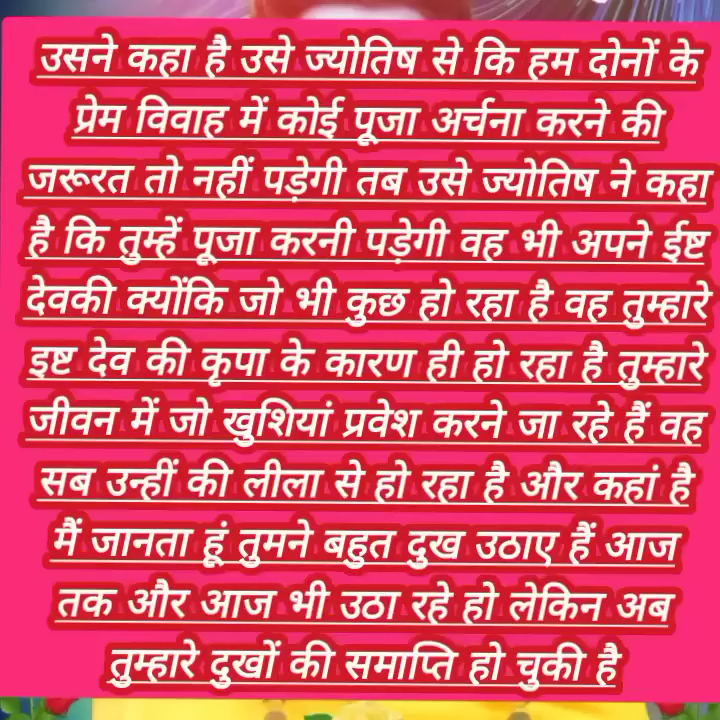 उसने कहा है उसे ज्योतिष से कि हम दोनों के
प्रेम विवाह में कोई पूजा अर्चना करने की
जरूरत तो नहीं पड़ेगी तब उसे ज्योतिष ने कहा
है कि तुम्हें पूजा करनी पड़ेगी वह भी अपने ईष्ट
देवकी क्योंकि जो भी कुछ हो रहा है वह तुम्हारे
इष्ट देव की कृपा के कारण ही हो रहा है तुम्हारे
जीवन में जो खुशियां प्रवेश करने जा रहे हैं वह
सब उन्हीं की लीला से हो रहा है और कहां है
मैं जानता हूं तुमने बहुत दुख उठाए हैं आज
तक और आज भी उठा रहे हो लेकिन अब
तुम्हारे दुखों की समाप्ति हो चुकी है